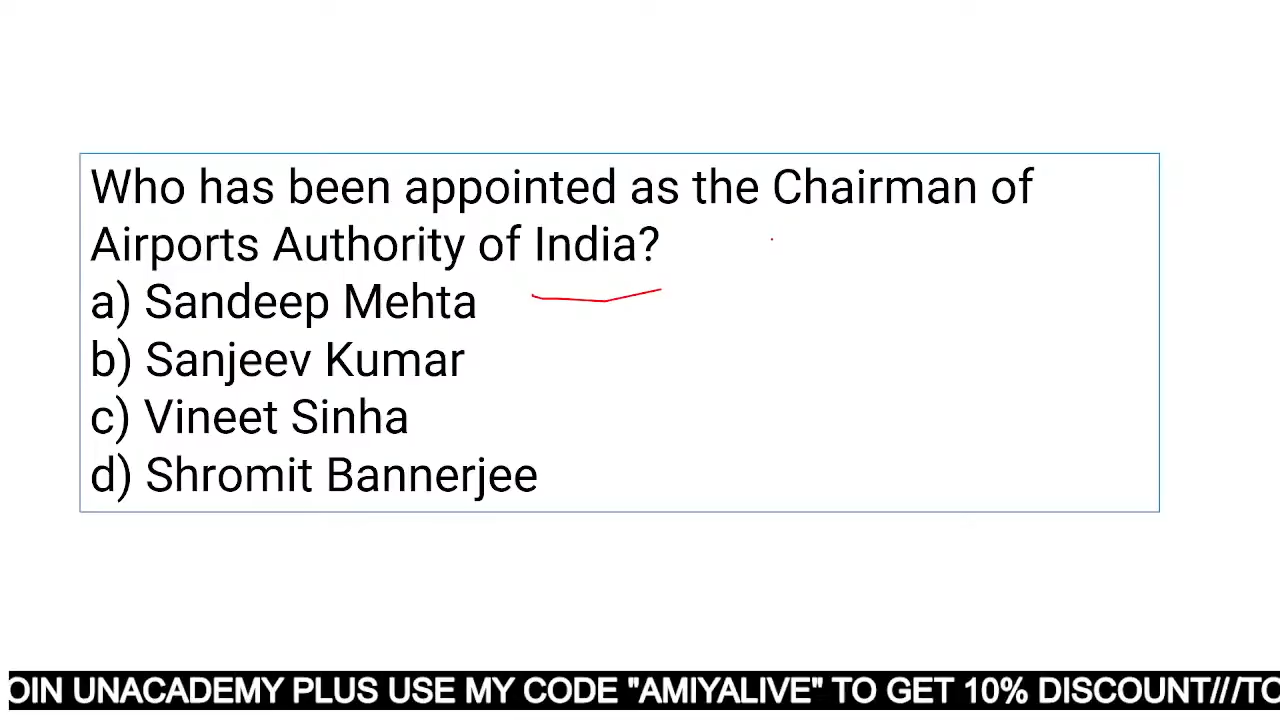 Who has been appointed as the Chairman of
Airports Authority of India?
a) Sandeep Mehta
b) Sanjeev Kumar
c) Vineet Sinha
d) Shromit Bannerjee
OIN UNACADEMY PLUS USE MY CODE "AMIYALIVE" TO GET 10% DISCOUNT///TO